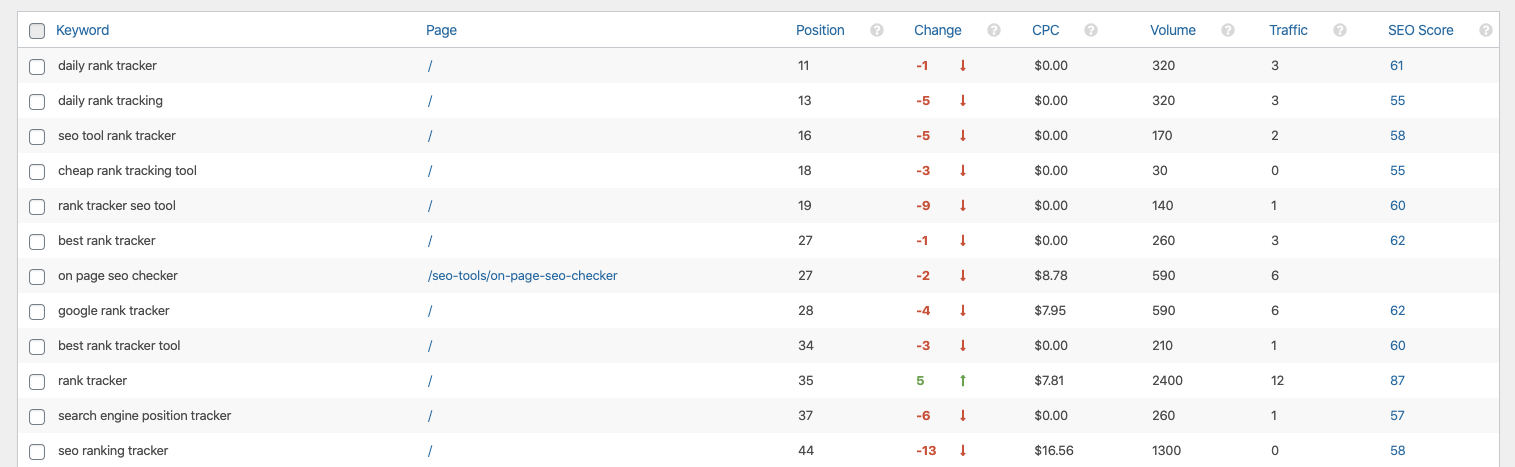 Keyword Page Position ? Change ? CPC ? Volume ? Traffic ? SEO Score ?
daily rank tracker / 11 -1 ↓ $0.00 320 3 61
daily rank tracking / 13 -5 ↓ $0.00 320 3 55
seo tool rank tracker / 16 -5 ↓ $0.00 170 2 58
cheap rank tracking tool / 18 -3 ↓ $0.00 30 0 55
rank tracker seo tool / 19 -9 ↓ $0.00 140 1 60
best rank tracker / 27 -1 ↓ $0.00 260 3 62
on page seo checker /seo-tools/on-page-seo-checker 27 -2 ↓ $8.78 590 6
google rank tracker / 28 -4 ↓ $7.95 590 6 62
best rank tracker tool / 34 -3 ↓ $0.00 210 1 60
rank tracker / 35 5 ↑ $7.81 2400 12 87
search engine position tracker / 37 -6 ↓ $0.00 260 1 57
seo ranking tracker / 44 -13 ↓ $16.56 1300 0 58